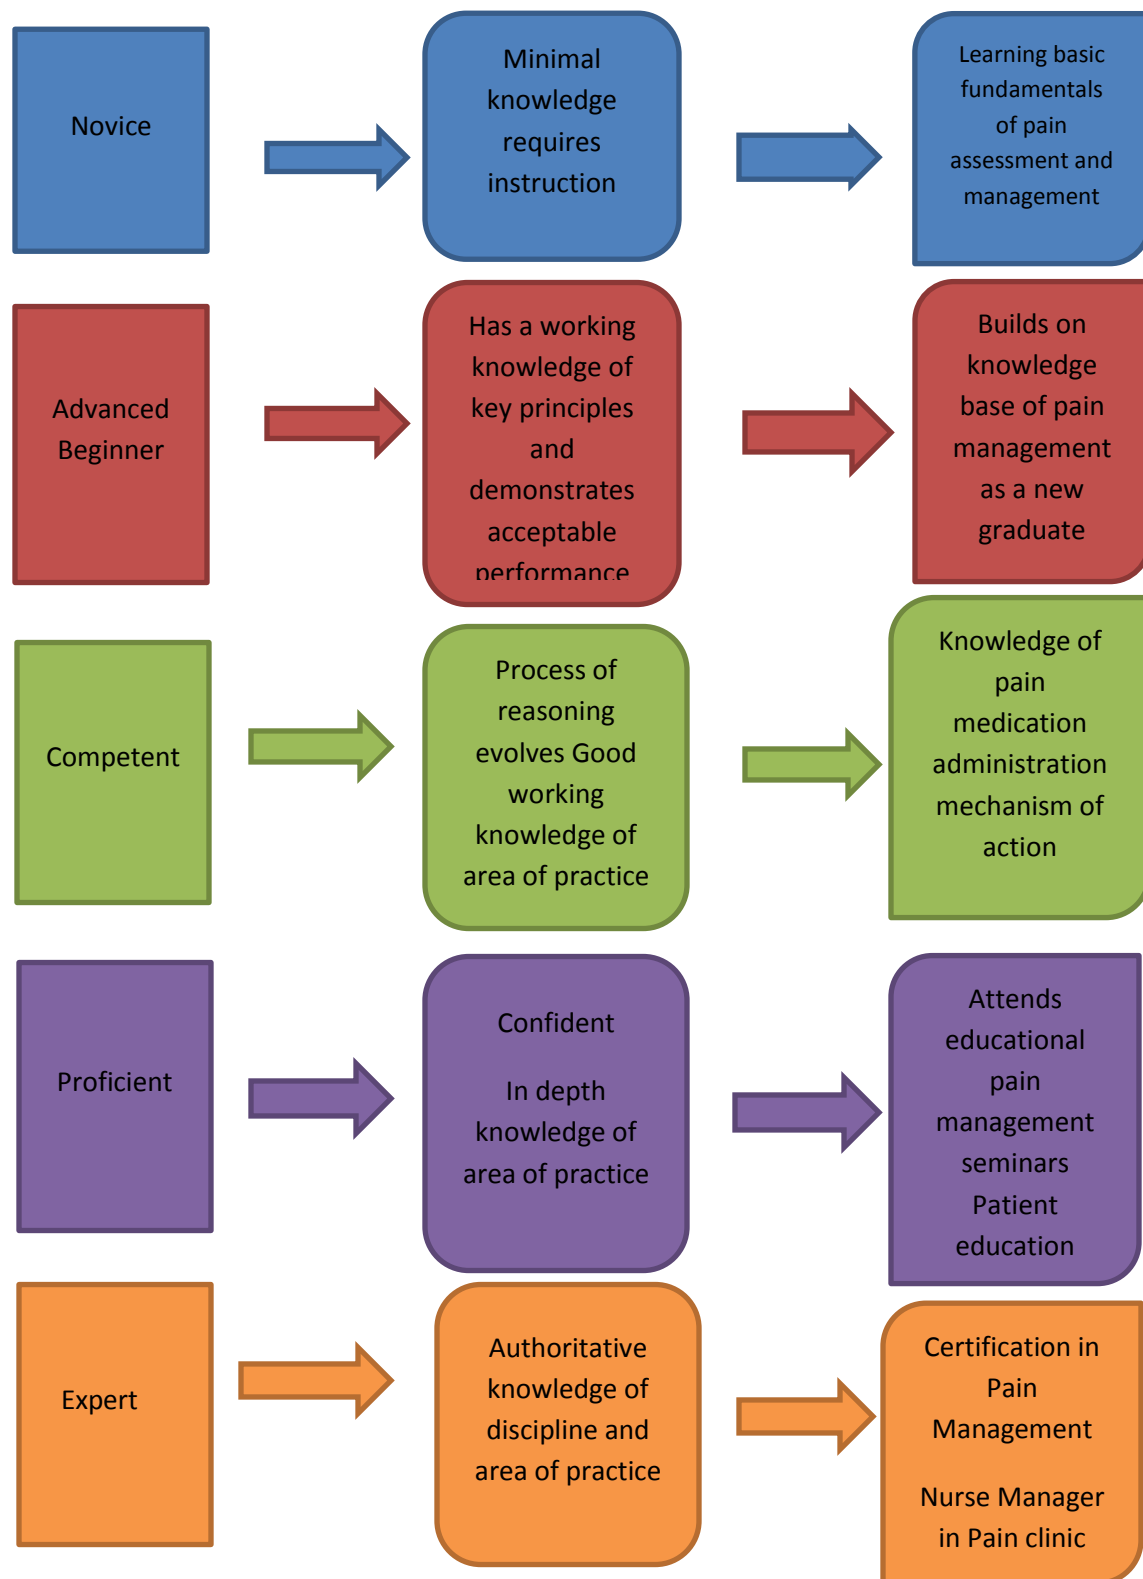 Novice
Minimal
knowledge
requires
instruction
Learning basic
fundamentals
of pain
assessment and
management
Advanced
Beginner
Has a working
knowledge of
key principles
and
demonstrates
acceptable
performance
Builds on
knowledge
base of pain
management
as a new
graduate
Competent
Process of
reasoning
evolves Good
working
knowledge of
area of practice
Knowledge of
pain
medication
administration
mechanism of
action
Proficient
Confident
In depth
knowledge of
area of practice
Attends
educational
pain
management
seminars
Patient
education
Expert
Authoritative
knowledge of
discipline and
area of practice
Certification in
Pain
Management
Nurse Manager
in Pain clinic